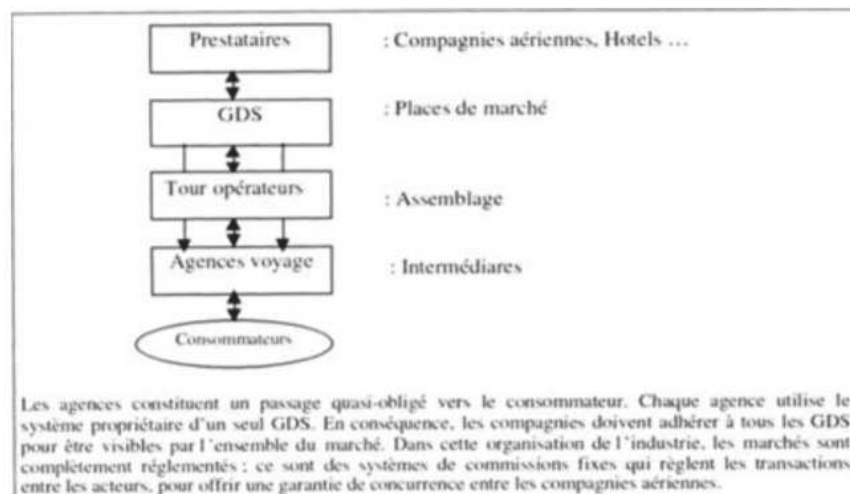 Prestataires : Compagnies aériennes, Hotels ...
GDS : Places de marché
Tour opérateurs : Assemblage
Agences voyage : Intermédiares
Consommateurs
Les agences constituent un passage quasi-obligé vers le consommateur. Chaque agence utilise le
système propriétaire d'un seul GDS. En conséquence, les compagnies doivent adhérer à tous les GDS
pour être visibles par l'ensemble du marché. Dans cette organisation de l'industrie, les marchés sont
complètement réglementés ; ce sont des systèmes de commissions fixes qui règlent les transactions
entre les acteurs, pour offrir une garantie de concurrence entre les compagnies aériennes.